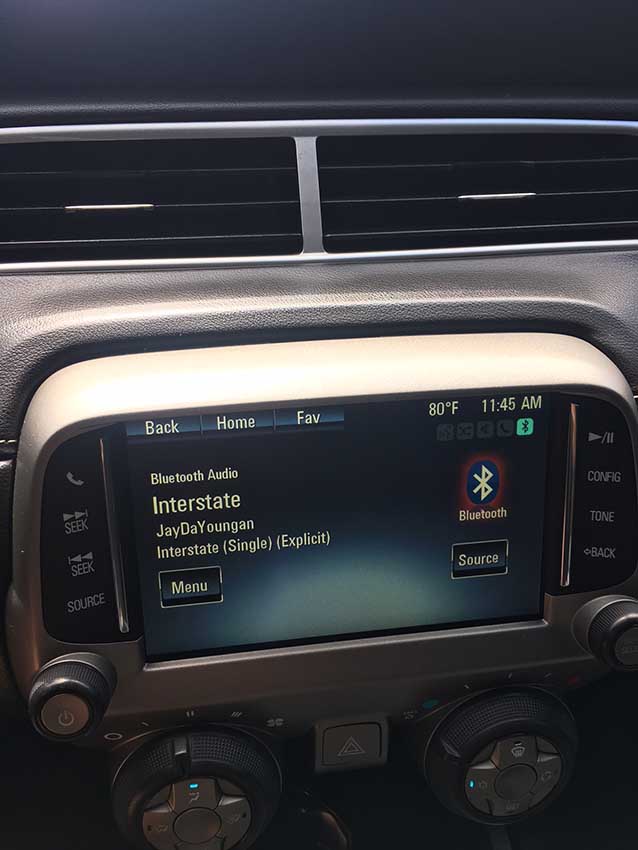 Back Home Fav 80°F 11:45 AM
Bluetooth Audio
Interstate
JayDaYoungan
Interstate (Single) (Explicit)
Bluetooth
Menu
Source
SEEK
SEEK
SOURCE
CONFIG
TONE
BACK